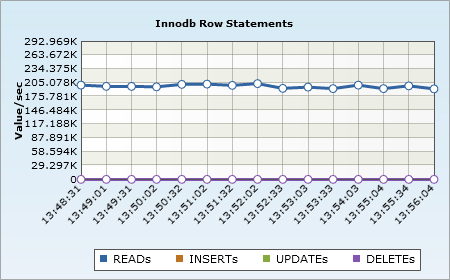 Innodb Row Statements
Value/sec
292.969K
263.672K
234.375K
205.078K
175.781K
146.484K
117.188K
87.891K
58.594K
29.297K
0
13:48:31
13:49:01
13:49:31
13:50:02
13:50:32
13:51:02
13:51:32
13:52:02
13:52:33
13:53:03
13:53:33
13:54:03
13:55:04
13:55:34
13:56:04
READs INSERTs UPDATEs DELETEs